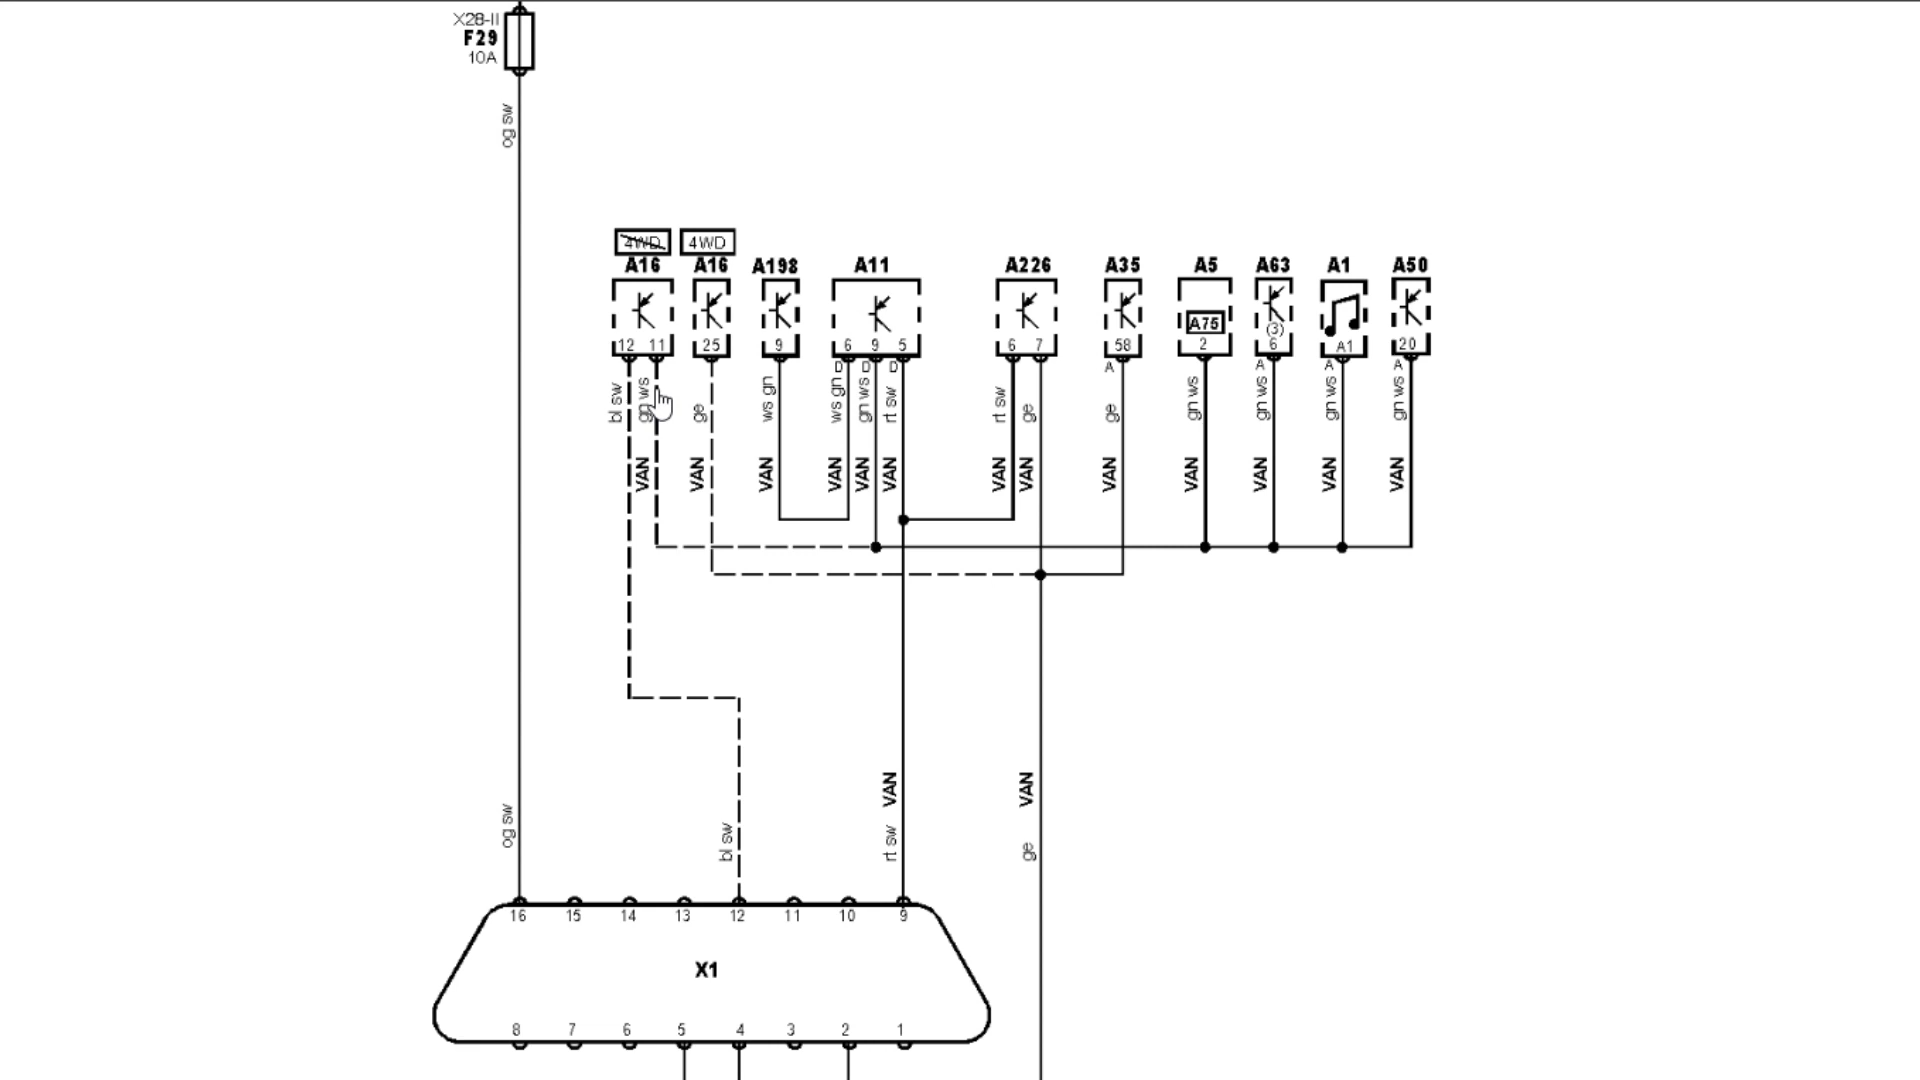 X28-II
F29
10A
og sw
4WD 4WD
A16 A16 A198 A11 A226 A35 A5 A63 A1 A50
A75
(3)
12 11 25 9 6 9 5 6 7 58 2 6 A1 20
D D D A A A A
bl sw gn ws ge ws gn ws gn gn ws rt sw rt sw ge ge gn ws gn ws gn ws gn ws
VAN VAN VAN VAN VAN VAN VAN VAN VAN VAN VAN VAN VAN
VAN VAN
og sw bl sw rt sw ge
16 15 14 13 12 11 10 9
X1
8 7 6 5 4 3 2 1